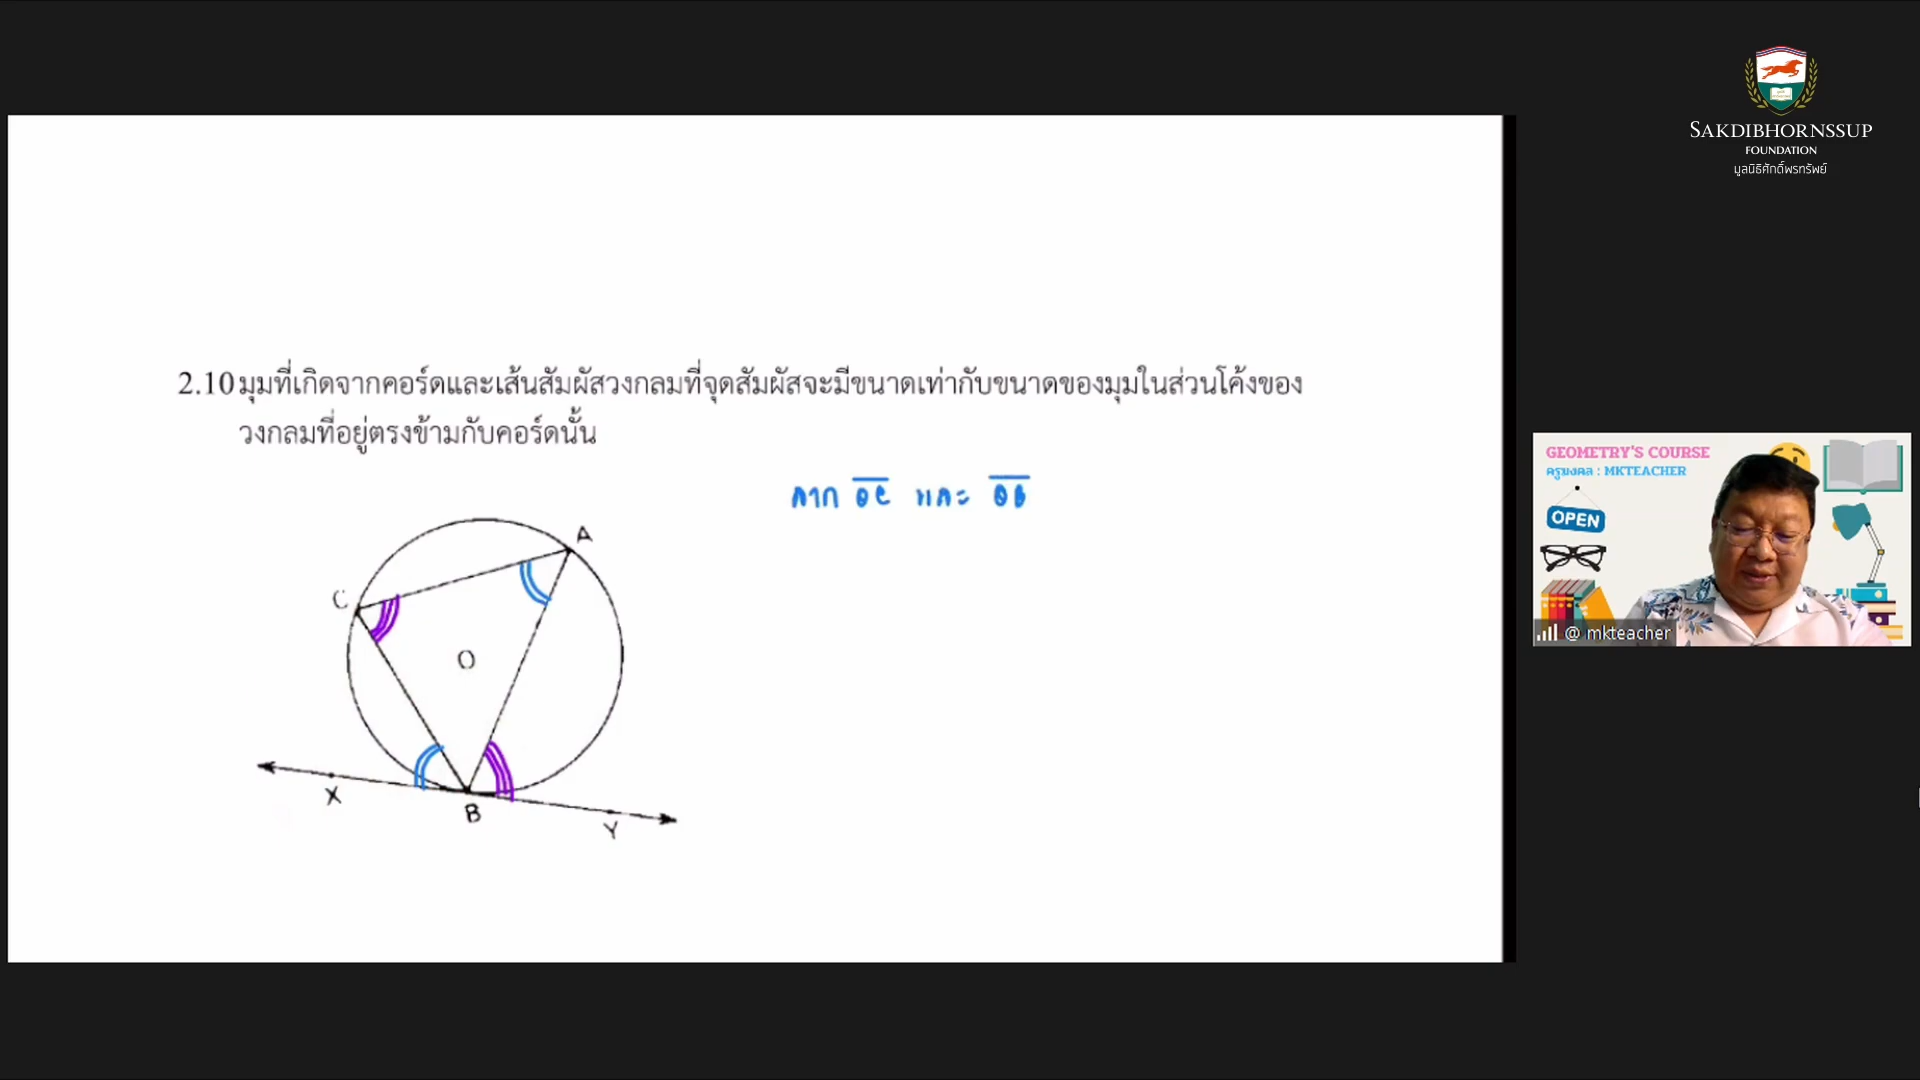 SAKDIBHORNSSUP
FOUNDATION
มูลนิธิศักดิ์พรทรัพย์
2.10 มุมที่เกิดจากคอร์ดและเส้นสัมผัสวงกลมที่จุดสัมผัสจะมีขนาดเท่ากับขนาดของมุมในส่วนโค้งของ
วงกลมที่อยู่ตรงข้ามกับคอร์ดนั้น
ลาก OC และ OB
A
C
O
X
B
Y
GEOMETRY'S COURSE
ครูมงคล : MKTEACHER
OPEN
@ mkteacher